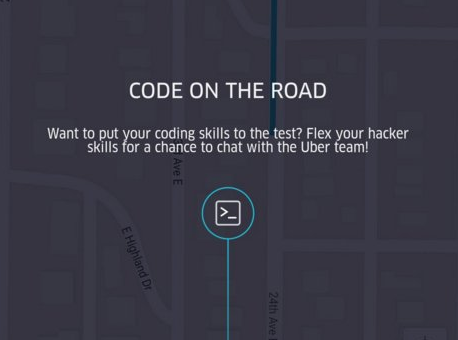 CODE ON THE ROAD
Want to put your coding skills to the test? Flex your hacker
skills for a chance to chat with the Uber team!
Ave E
>_
E Highland Dr
24th Ave